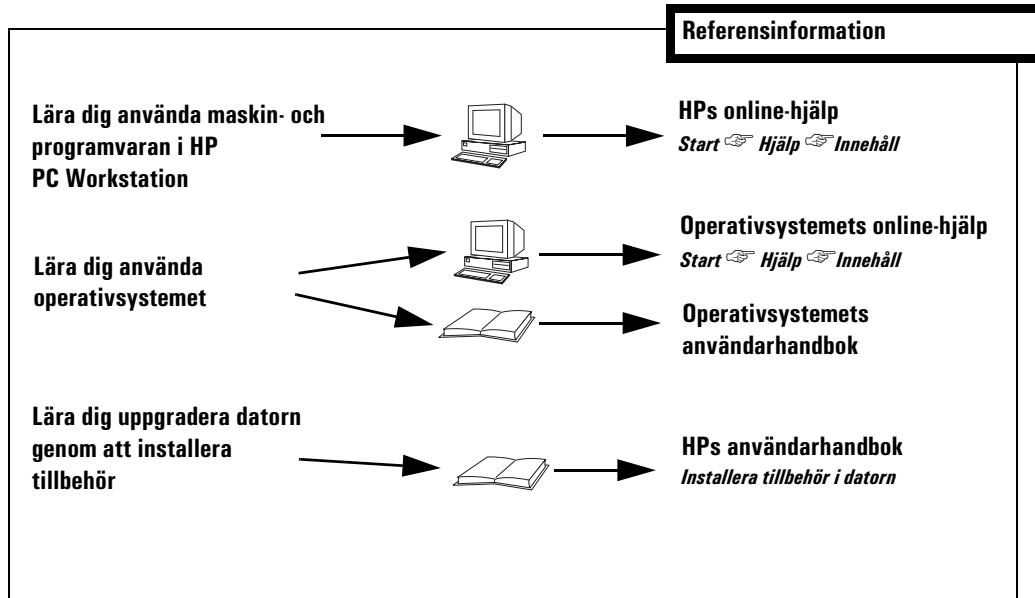 Referensinformation
Lära dig använda maskin- och
programvaran i HP
PC Workstation
HPs online-hjälp
Start ☞ Hjälp ☞ Innehåll
Lära dig använda
operativsystemet
Operativsystemets online-hjälp
Start ☞ Hjälp ☞ Innehåll
Operativsystemets
användarhandbok
Lära dig uppgradera datorn
genom att installera
tillbehör
HPs användarhandbok
Installera tillbehör i datorn